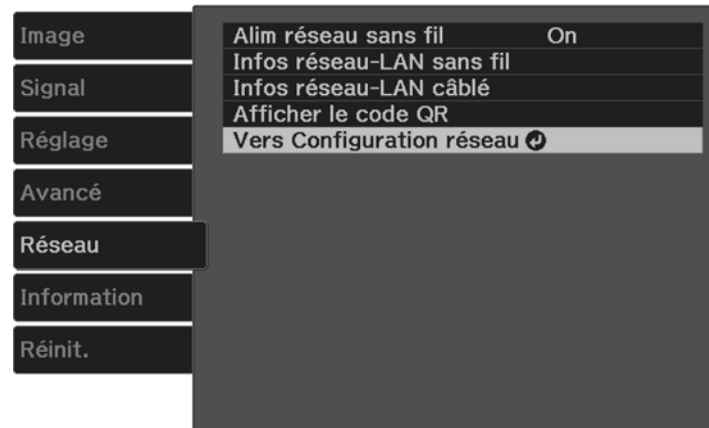 Image
Signal
Réglage
Avancé
Réseau
Information
Réinit.
Alim réseau sans fil On
Infos réseau-LAN sans fil
Infos réseau-LAN câblé
Afficher le code QR
Vers Configuration réseau